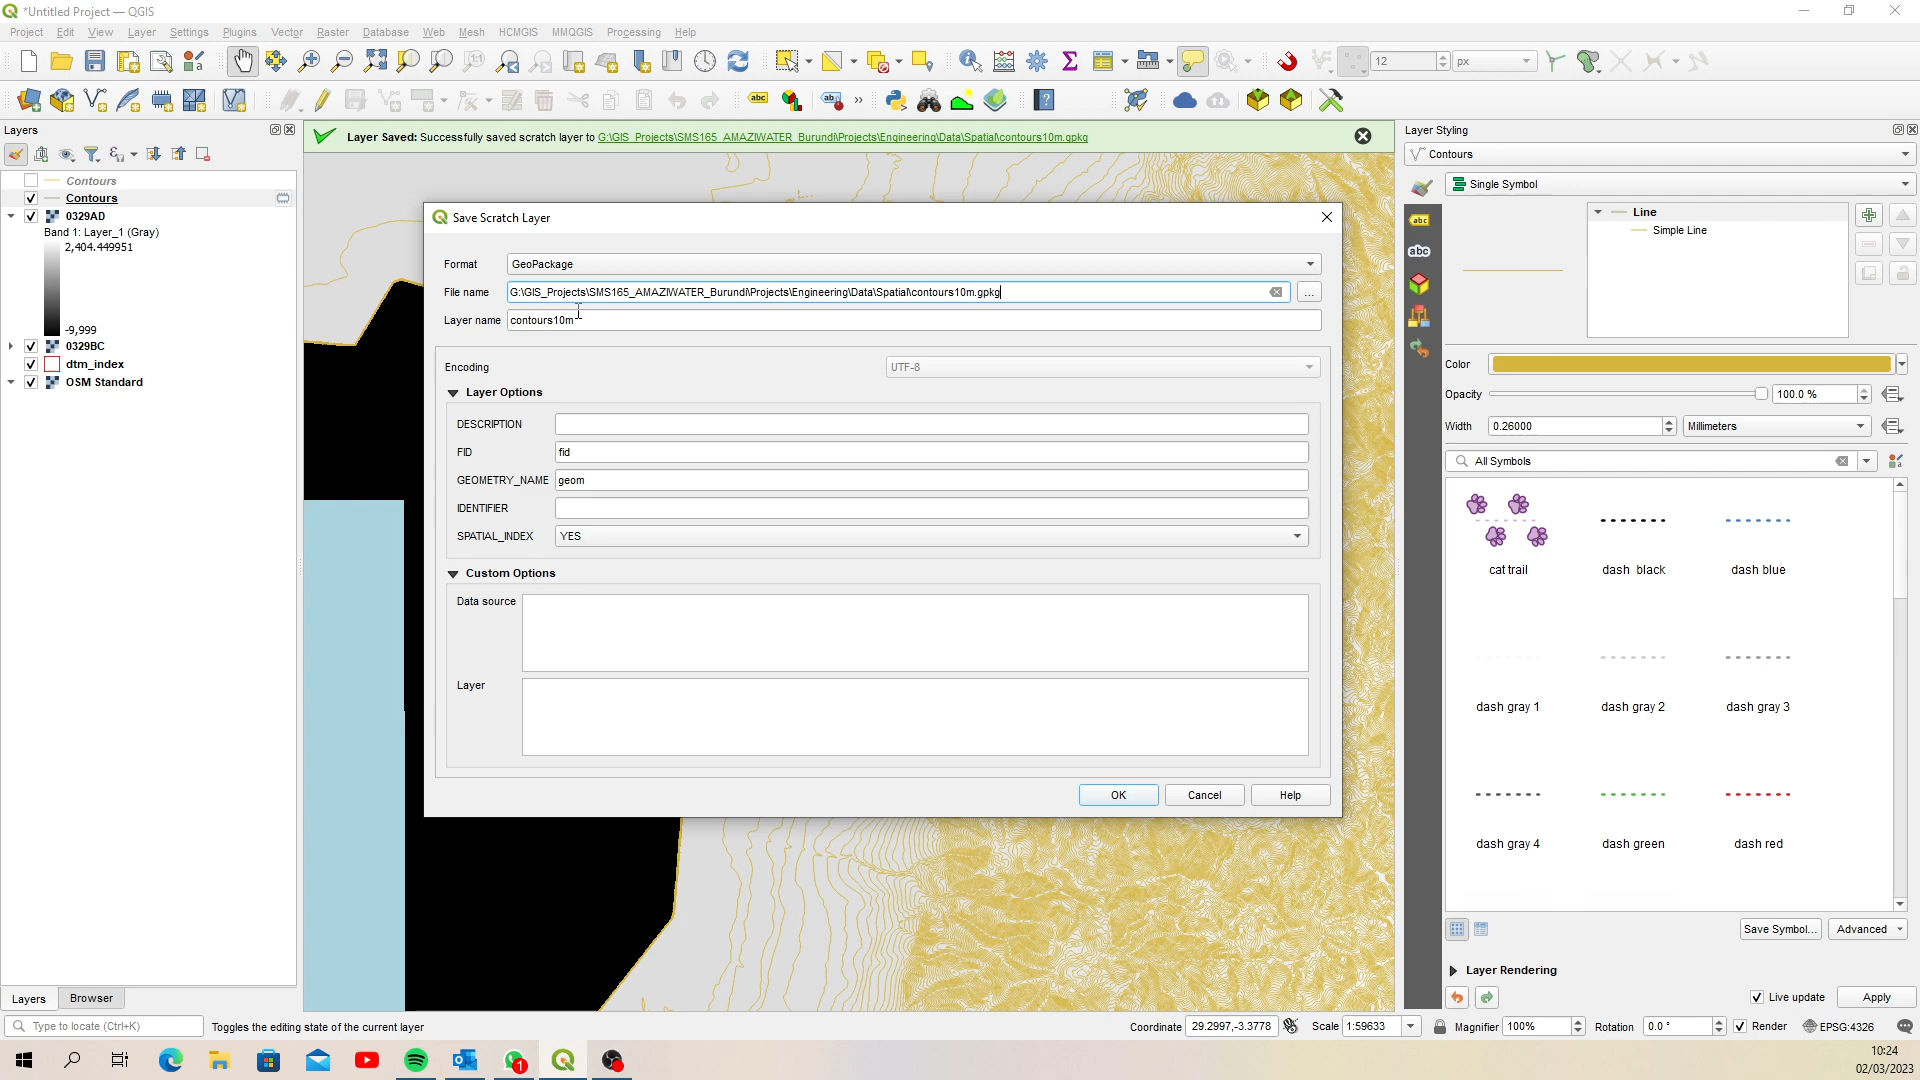 *Untitled Project — QGIS
Project Edit View Layer Settings Plugins Vector Raster Database Web Mesh HCMGIS MMQGIS Processing Help
12 px
Layers
Contours
Contours
0329AD
Band 1: Layer_1 (Gray)
2,404.449951
-9,999
0329BC
dtm_index
OSM Standard
Layers Browser
Layer Saved: Successfully saved scratch layer to G:\GIS_Projects\SMS165_AMAZIWATER_Burundi\Projects\Engineering\Data\Spatial\contours10m.gpkg
Save Scratch Layer
Format GeoPackage
File name G:\GIS_Projects\SMS165_AMAZIWATER_Burundi\Projects\Engineering\Data\Spatial\contours10m.gpkg
Layer name contours10m
Encoding UTF-8
Layer Options
DESCRIPTION
FID fid
GEOMETRY_NAME geom
IDENTIFIER
SPATIAL_INDEX YES
Custom Options
Data source
Layer
OK Cancel Help
Layer Styling
Contours
Single Symbol
Line
Simple Line
Color
Opacity 100.0 %
Width 0.26000 Millimeters
All Symbols
cat trail dash black dash blue
dash gray 1 dash gray 2 dash gray 3
dash gray 4 dash green dash red
Save Symbol... Advanced
Layer Rendering
Live update Apply
Type to locate (Ctrl+K) Toggles the editing state of the current layer Coordinate 29.2997,-3.3778 Scale 1:59633 Magnifier 100% Rotation 0.0 ° Render EPSG:4326
1
10:24
02/03/2023